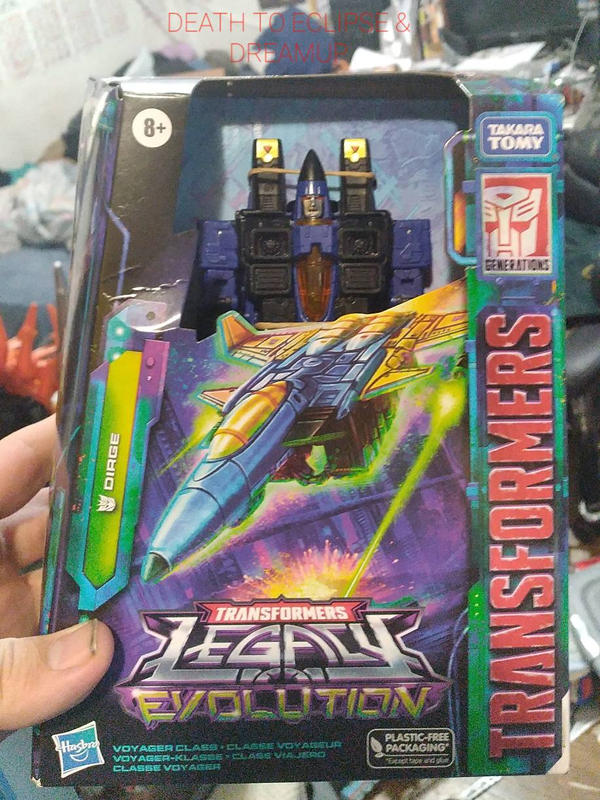 DEATH TO ECLIPSE &
DREAMUP
8+
TAKARA
TOMY
GENERATIONS
TRANSFORMERS
DIRGE
TRANSFORMERS
LEGACY
EVOLUTION
Hasbro
VOYAGER CLASS • CLASSE VOYAGEUR
VOYAGER-KLASSE • CLASE VIAJERO
CLASSE VOYAGER
PLASTIC-FREE
PACKAGING*
*Except tape and glue